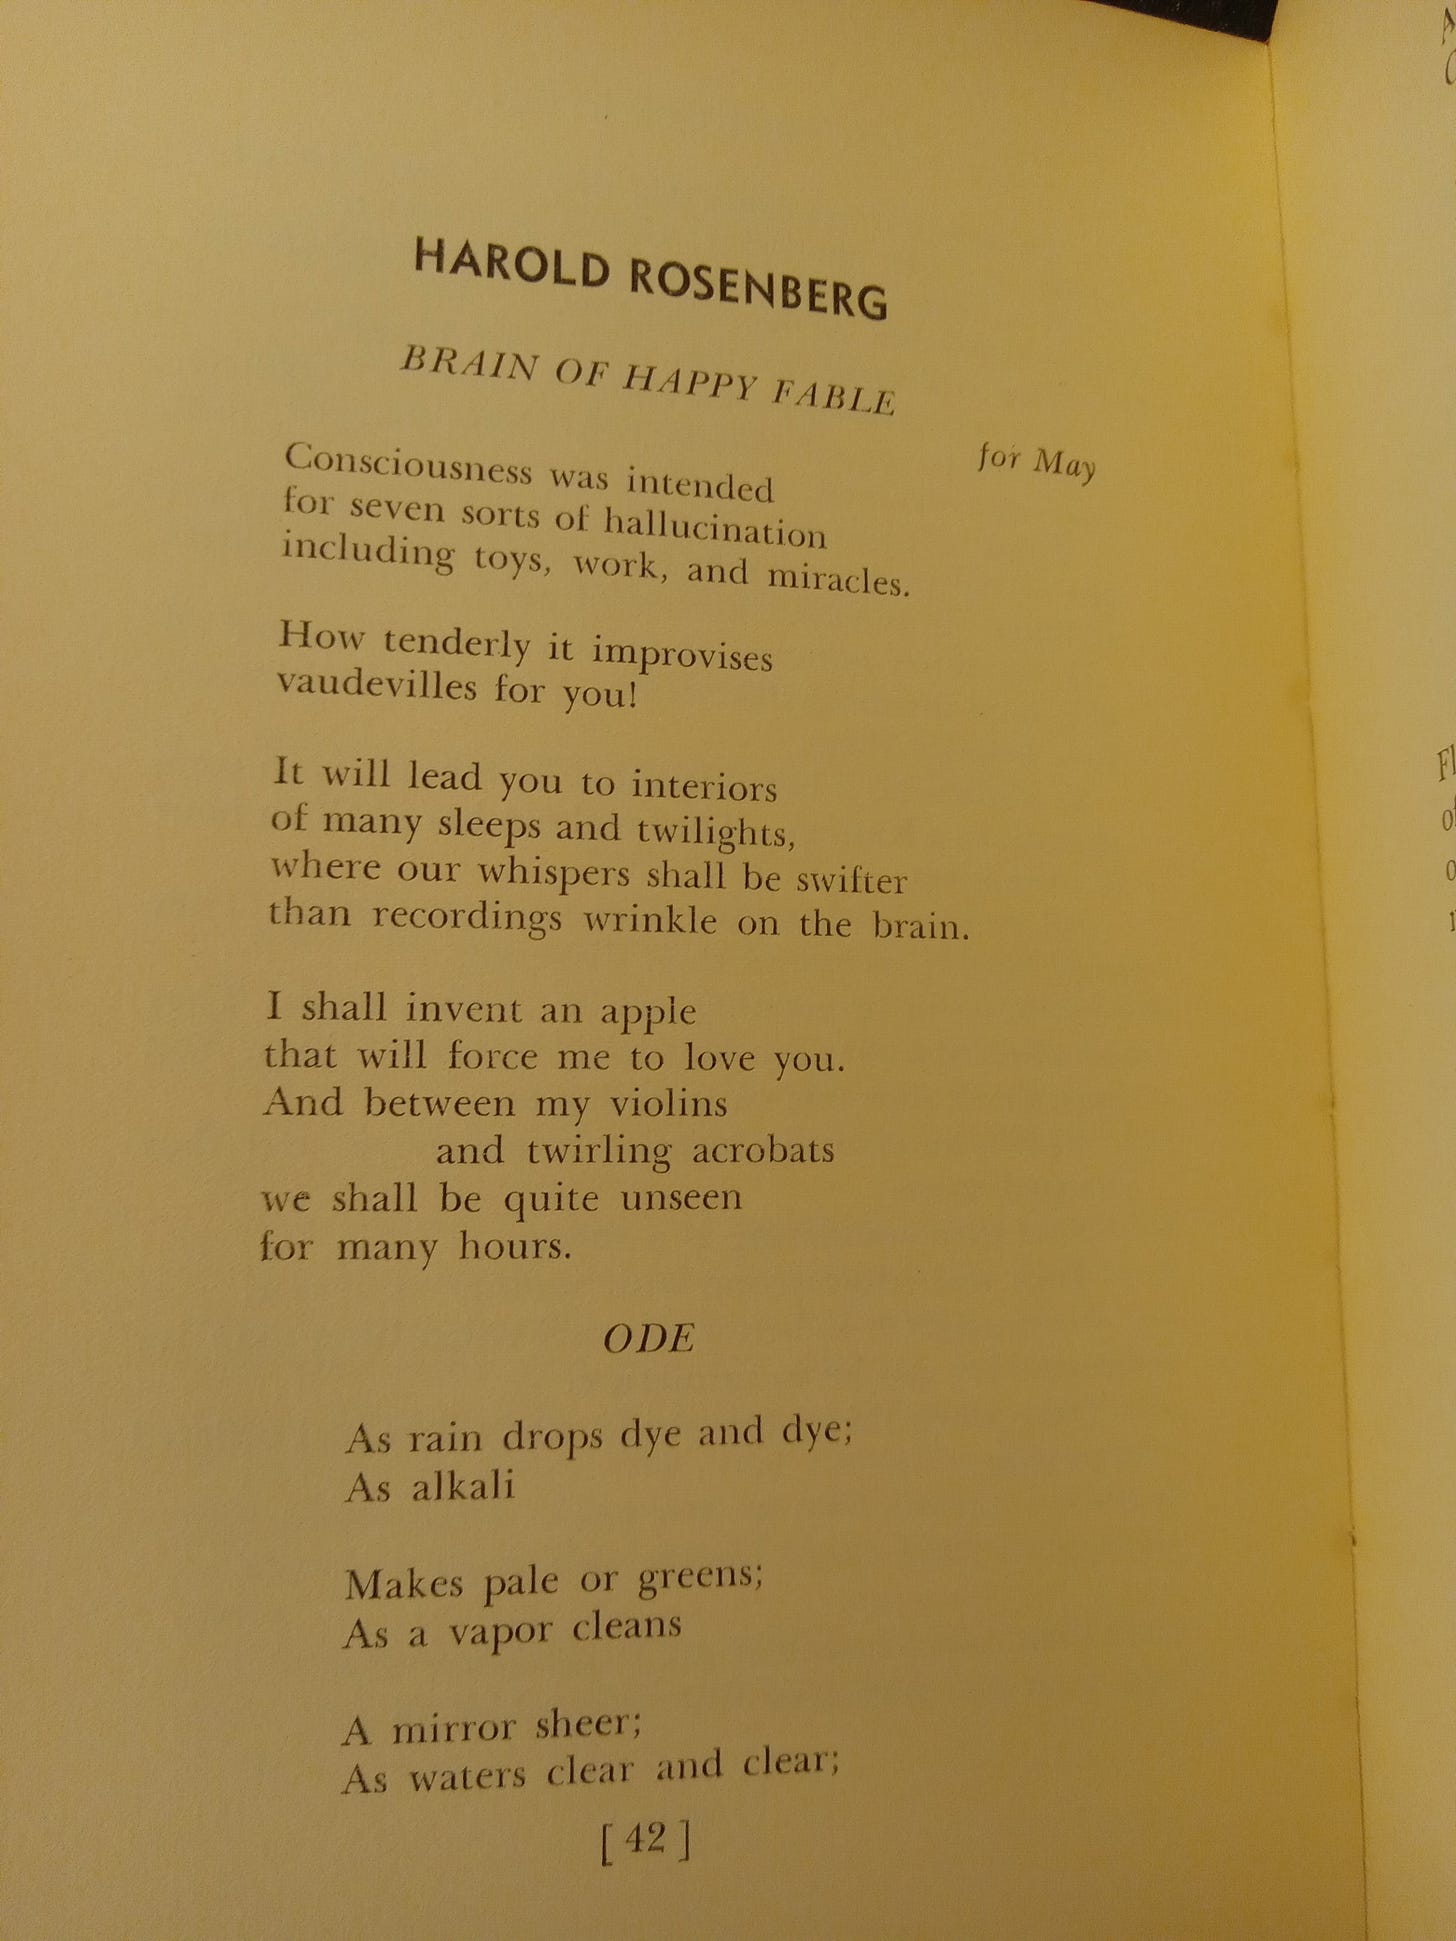 HAROLD ROSENBERG
BRAIN OF HAPPY FABLE
for May
Consciousness was intended
for seven sorts of hallucination
including toys, work, and miracles.
How tenderly it improvises
vaudevilles for you!
It will lead you to interiors
of many sleeps and twilights,
where our whispers shall be swifter
than recordings wrinkle on the brain.
I shall invent an apple
that will force me to love you.
And between my violins
and twirling acrobats
we shall be quite unseen
for many hours.
ODE
As rain drops dye and dye;
As alkali
Makes pale or greens;
As a vapor cleans
A mirror sheer;
As waters clear and clear;
[ 42 ]